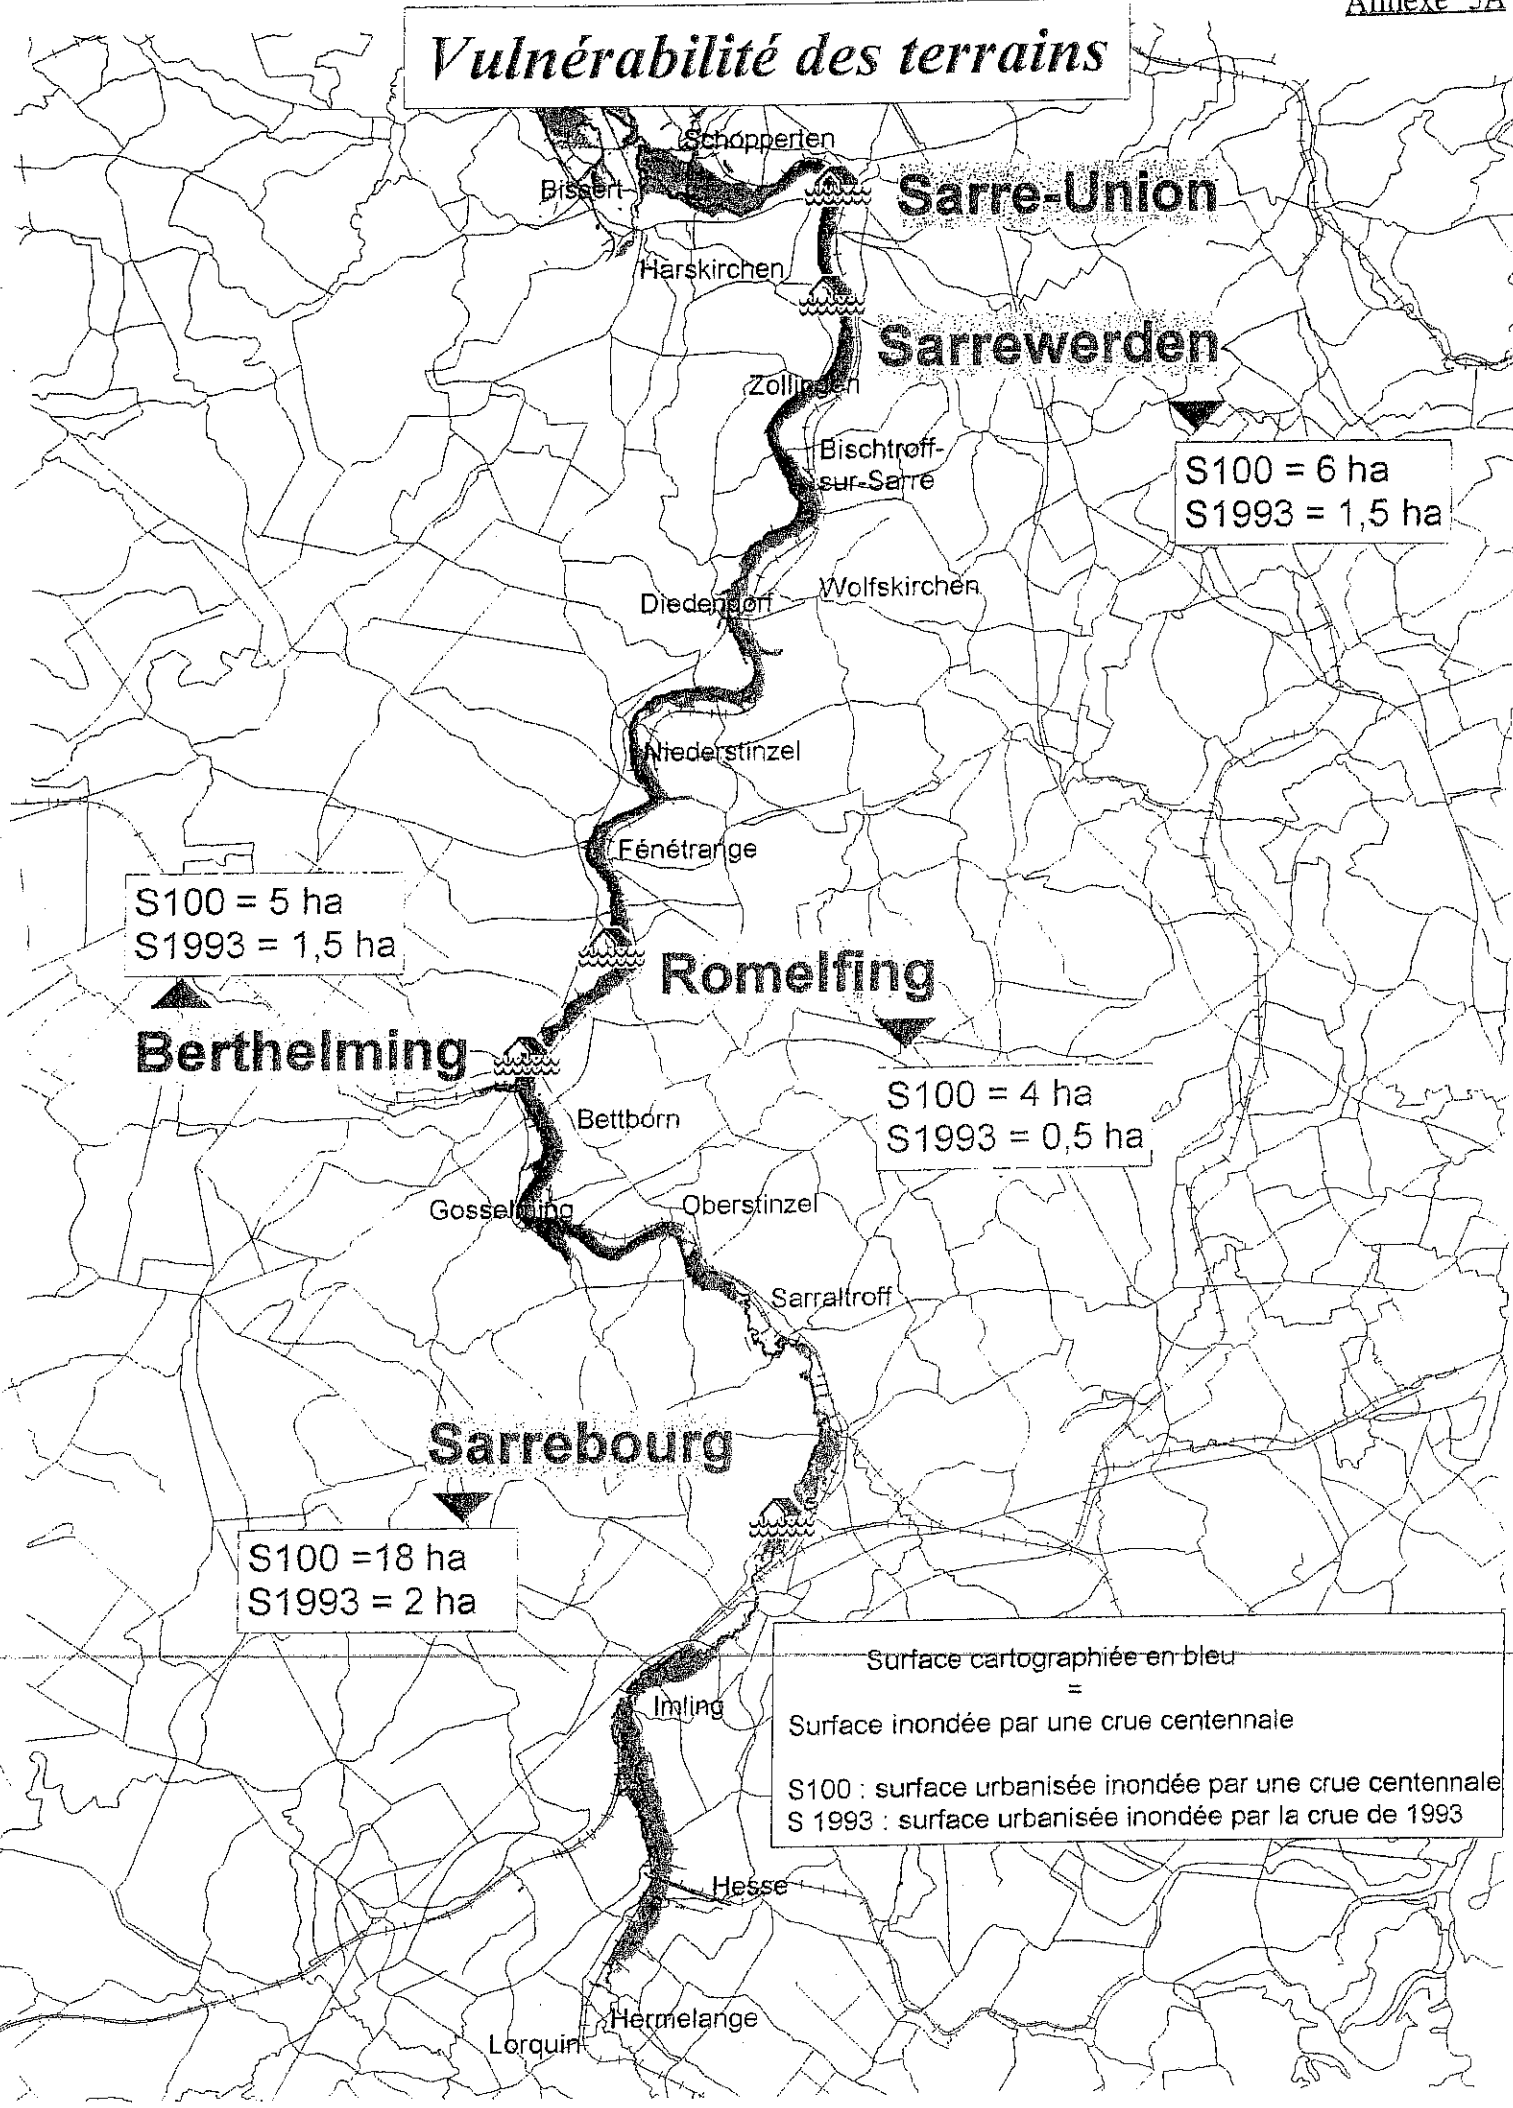 Annexe 5A
Vulnérabilité des terrains
Schopperten
Bissert
Sarre-Union
Harskirchen
Sarrewerden
Zollingen
Bischtroff-
sur-Sarre
S100 = 6 ha
S1993 = 1,5 ha
Wolfskirchen
Diedendorf
Niederstinzel
Fénétrange
S100 = 5 ha
S1993 = 1,5 ha
Romelfing
Berthelming
S100 = 4 ha
S1993 = 0,5 ha
Bettborn
Gosselming
Oberstinzel
Sarraltroff
Sarrebourg
S100 =18 ha
S1993 = 2 ha
Surface cartographiée en bleu
=
Surface inondée par une crue centennale
S100 : surface urbanisée inondée par une crue centennale
S 1993 : surface urbanisée inondée par la crue de 1993
Imling
Hesse
Hermelange
Lorquin